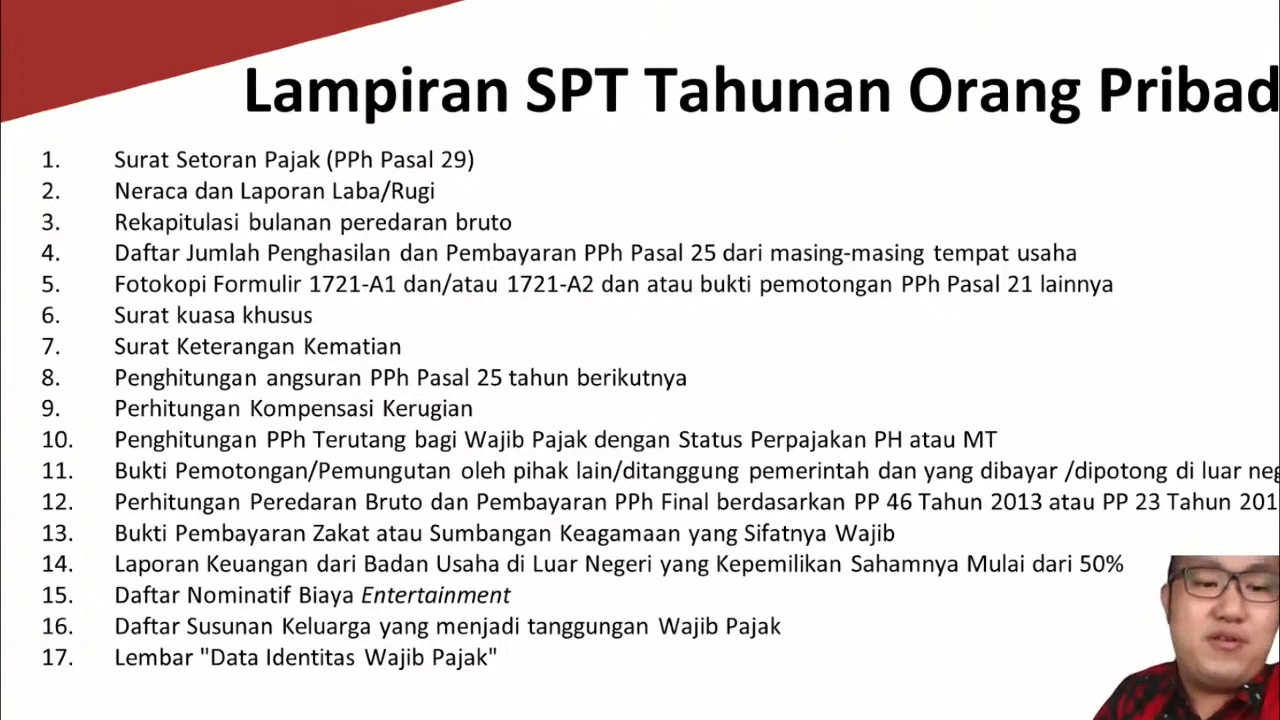 Lampiran SPT Tahunan Orang Pribad
1. Surat Setoran Pajak (PPh Pasal 29)
2. Neraca dan Laporan Laba/Rugi
3. Rekapitulasi bulanan peredaran bruto
4. Daftar Jumlah Penghasilan dan Pembayaran PPh Pasal 25 dari masing-masing tempat usaha
5. Fotokopi Formulir 1721-A1 dan/atau 1721-A2 dan atau bukti pemotongan PPh Pasal 21 lainnya
6. Surat kuasa khusus
7. Surat Keterangan Kematian
8. Penghitungan angsuran PPh Pasal 25 tahun berikutnya
9. Perhitungan Kompensasi Kerugian
10. Penghitungan PPh Terutang bagi Wajib Pajak dengan Status Perpajakan PH atau MT
11. Bukti Pemotongan/Pemungutan oleh pihak lain/ditanggung pemerintah dan yang dibayar /dipotong di luar neg
12. Perhitungan Peredaran Bruto dan Pembayaran PPh Final berdasarkan PP 46 Tahun 2013 atau PP 23 Tahun 201
13. Bukti Pembayaran Zakat atau Sumbangan Keagamaan yang Sifatnya Wajib
14. Laporan Keuangan dari Badan Usaha di Luar Negeri yang Kepemilikan Sahamnya Mulai dari 50%
15. Daftar Nominatif Biaya Entertainment
16. Daftar Susunan Keluarga yang menjadi tanggungan Wajib Pajak
17. Lembar "Data Identitas Wajib Pajak"